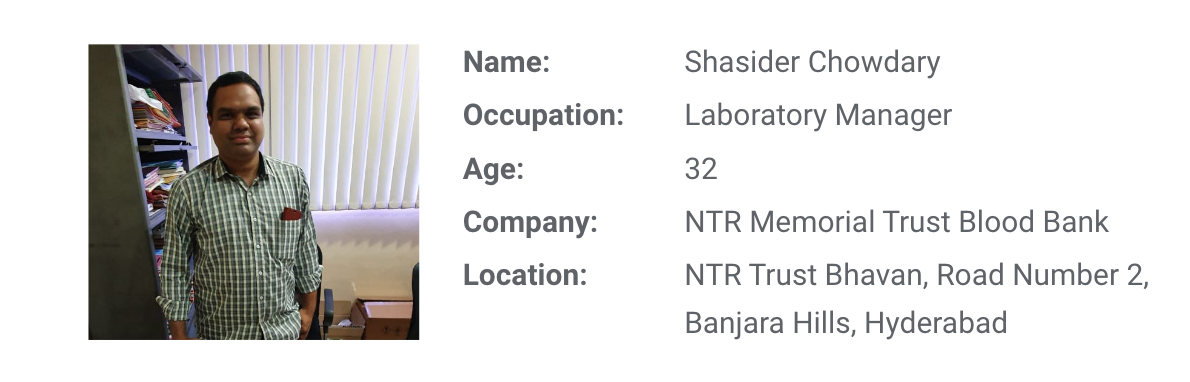 Name: Shasider Chowdary
Occupation: Laboratory Manager
Age: 32
Company: NTR Memorial Trust Blood Bank
Location: NTR Trust Bhavan, Road Number 2,
Banjara Hills, Hyderabad